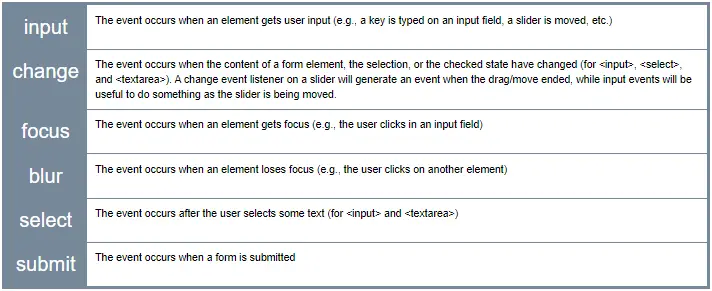 input
The event occurs when an element gets user input (e.g., a key is typed on an input field, a slider is moved, etc.)
change
The event occurs when the content of a form element, the selection, or the checked state have changed (for <input>, <select>,
and <textarea>). A change event listener on a slider will generate an event when the drag/move ended, while input events will be
useful to do something as the slider is being moved.
focus
The event occurs when an element gets focus (e.g., the user clicks in an input field)
blur
The event occurs when an element loses focus (e.g., the user clicks on another element)
select
The event occurs after the user selects some text (for <input> and <textarea>)
submit
The event occurs when a form is submitted